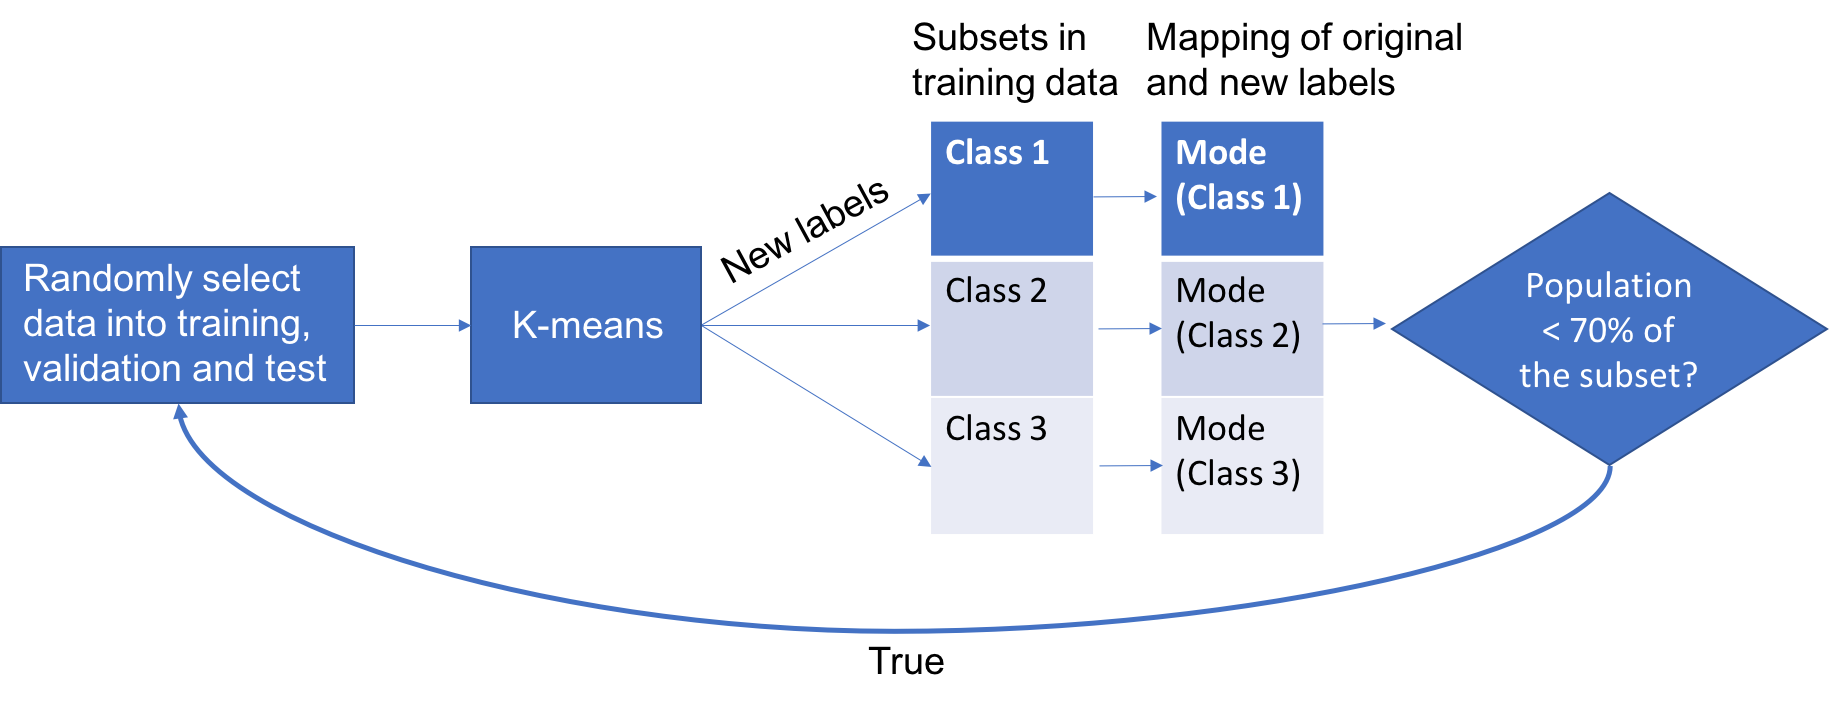 Subsets in
training data
Mapping of original
and new labels
Randomly select
data into training,
validation and test
K-means
New labels
Class 1
Mode
(Class 1)
Class 2
Mode
(Class 2)
Class 3
Mode
(Class 3)
Population
< 70% of
the subset?
True